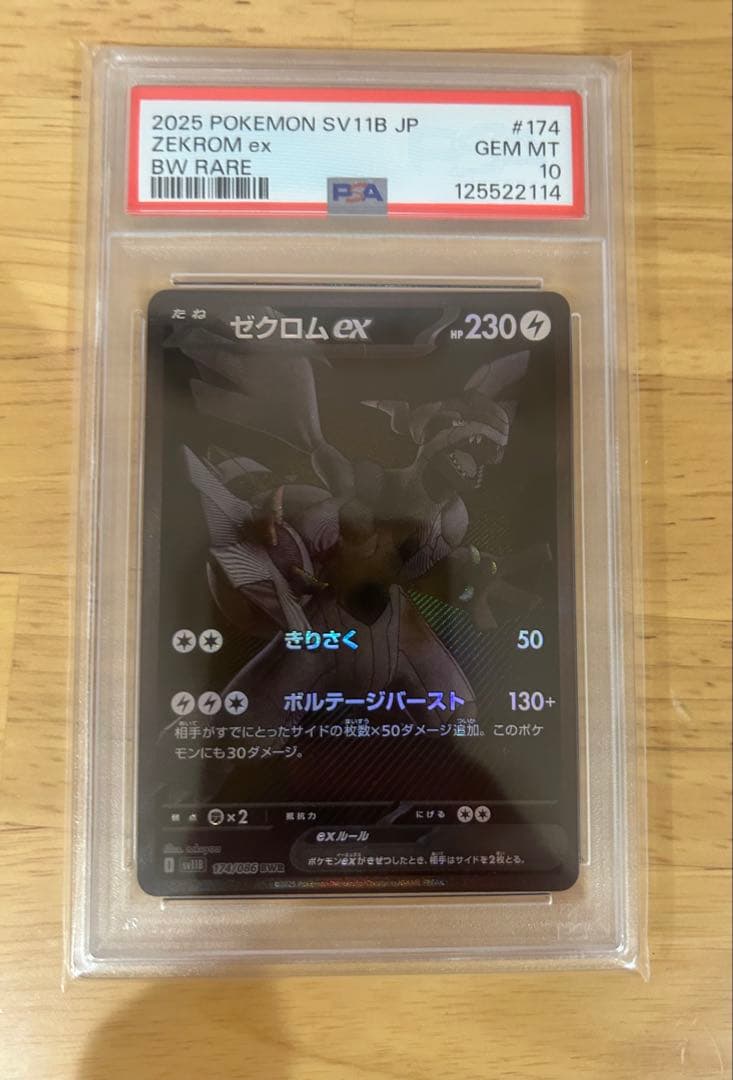 2025 POKEMON SV11B JP #174
ZEKROM ex GEM MT
BW RARE 10
PSA 125522114
たね ゼクロムex HP230
きりさく 50
ボルテージバースト 130+
相手がすでにとったサイドの枚数×50ダメージ追加。このポケ
モンにも30ダメージ。
弱点 ×2 抵抗力 にげる
exルール
ポケモンexがきぜつしたとき、相手はサイドを2枚とる。
I sv11B 174/086 BWR